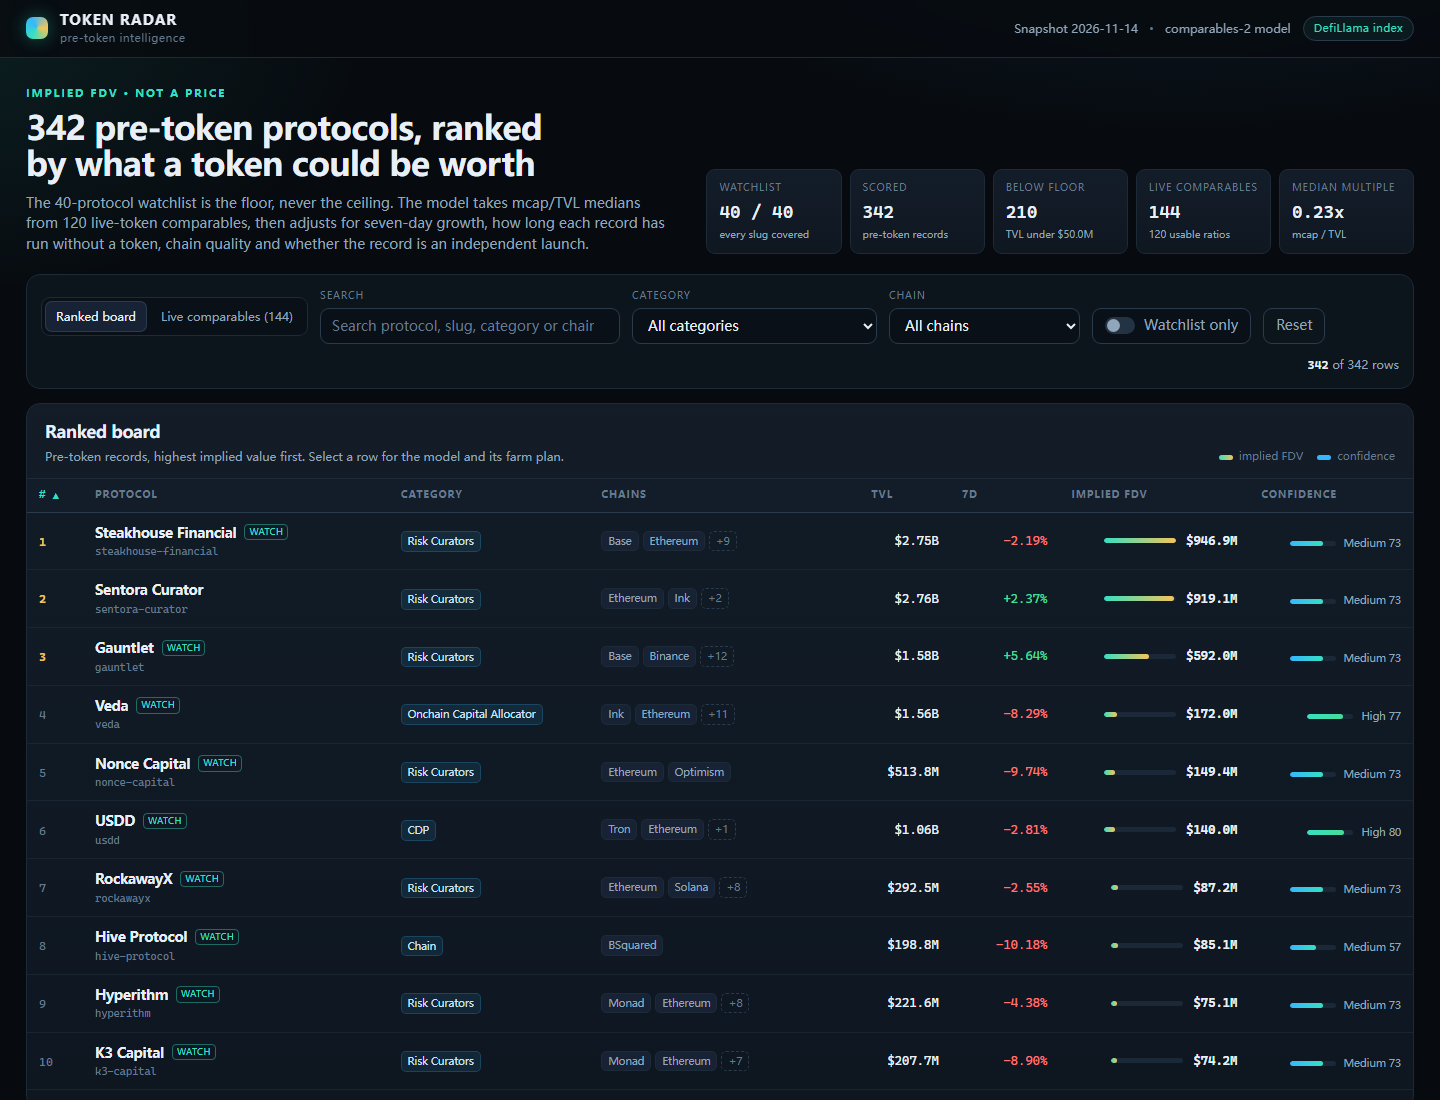 TOKEN RADAR
pre-token intelligence
Snapshot 2026-11-14 • comparables-2 model DefiLlama index
IMPLIED FDV • NOT A PRICE
342 pre-token protocols, ranked
by what a token could be worth
The 40-protocol watchlist is the floor, never the ceiling. The model takes mcap/TVL medians
from 120 live-token comparables, then adjusts for seven-day growth, how long each record has
run without a token, chain quality and whether the record is an independent launch.
WATCHLIST
40 / 40
every slug covered
SCORED
342
pre-token records
BELOW FLOOR
210
TVL under $50.0M
LIVE COMPARABLES
144
120 usable ratios
MEDIAN MULTIPLE
0.23x
mcap / TVL
Ranked board Live comparables (144)
SEARCH
Search protocol, slug, category or chair
CATEGORY
All categories
CHAIN
All chains
Watchlist only
Reset
342 of 342 rows
Ranked board
Pre-token records, highest implied value first. Select a row for the model and its farm plan.
implied FDV confidence
# ▲ PROTOCOL CATEGORY CHAINS TVL 7D IMPLIED FDV CONFIDENCE
1 Steakhouse Financial WATCH Risk Curators Base Ethereum +9 $2.75B −2.19% $946.9M Medium 73
steakhouse-financial
2 Sentora Curator Risk Curators Ethereum Ink +2 $2.76B +2.37% $919.1M Medium 73
sentora-curator
3 Gauntlet WATCH Risk Curators Base Binance +12 $1.58B +5.64% $592.0M Medium 73
gauntlet
4 Veda WATCH Onchain Capital Allocator Ink Ethereum +11 $1.56B −8.29% $172.0M High 77
veda
5 Nonce Capital WATCH Risk Curators Ethereum Optimism $513.8M −9.74% $149.4M Medium 73
nonce-capital
6 USDD WATCH CDP Tron Ethereum +1 $1.06B −2.81% $140.0M High 80
usdd
7 RockawayX WATCH Risk Curators Ethereum Solana +8 $292.5M −2.55% $87.2M Medium 73
rockawayx
8 Hive Protocol WATCH Chain BSquared $198.8M −10.18% $85.1M Medium 57
hive-protocol
9 Hyperithm WATCH Risk Curators Monad Ethereum +8 $221.6M −4.38% $75.1M Medium 73
hyperithm
10 K3 Capital WATCH Risk Curators Monad Ethereum +7 $207.7M −8.90% $74.2M Medium 73
k3-capital